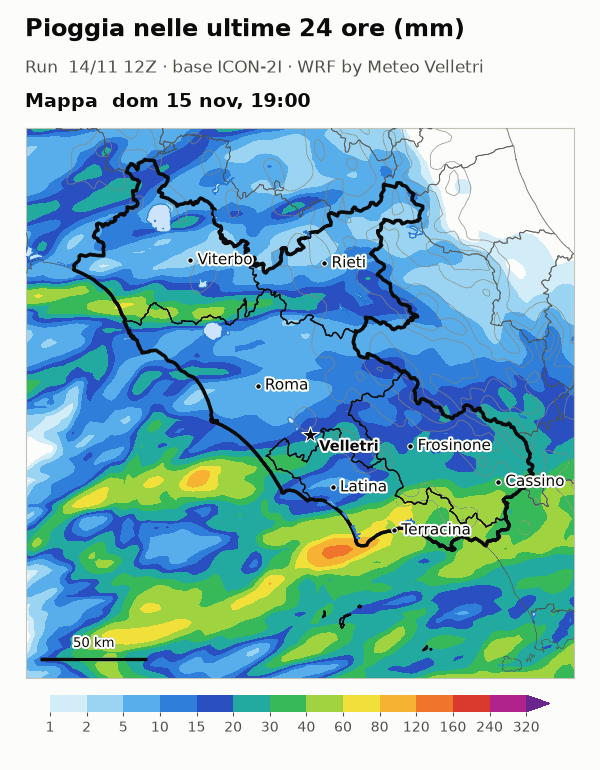 Pioggia nelle ultime 24 ore (mm)
Run 14/11 12Z · base ICON-2I · WRF by Meteo Velletri
Mappa dom 15 nov, 19:00
Viterbo
Rieti
Roma
Velletri
Frosinone
Latina
Cassino
Terracina
50 km
1 2 5 10 15 20 30 40 60 80 120 160 240 320